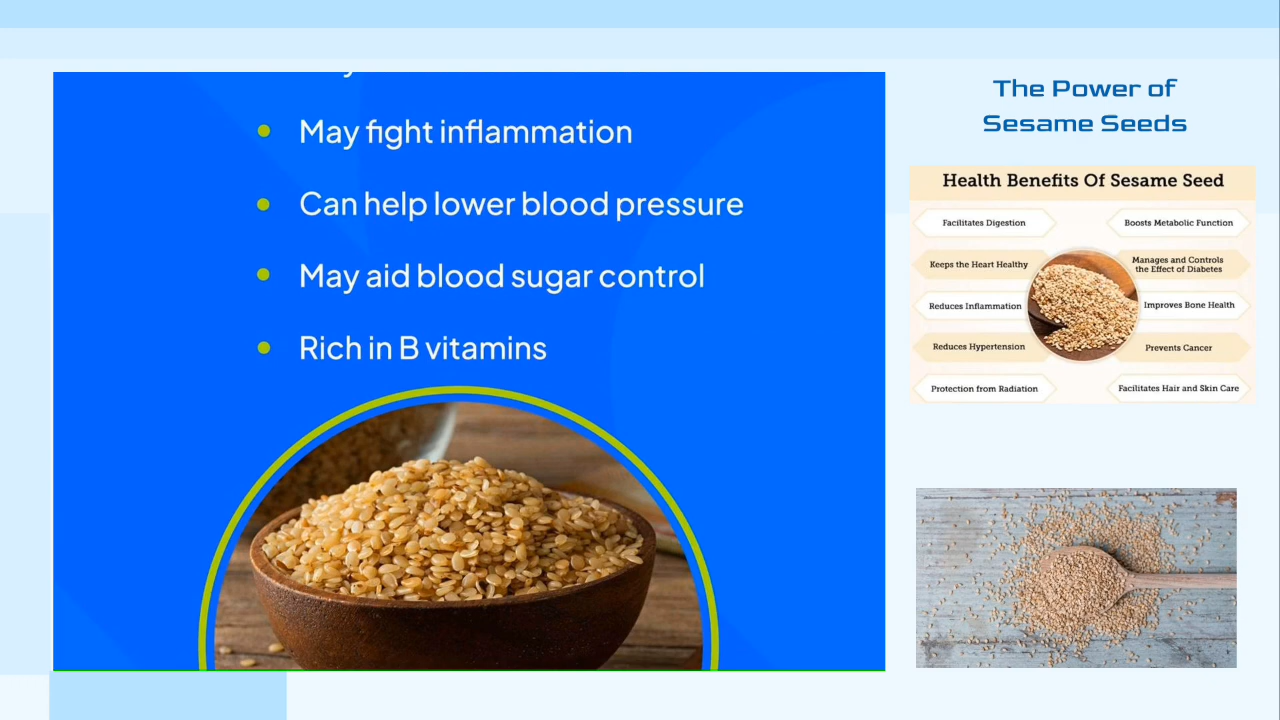 May fight inflammation
Can help lower blood pressure
May aid blood sugar control
Rich in B vitamins
The Power of
Sesame Seeds
Health Benefits Of Sesame Seed
Facilitates Digestion
Boosts Metabolic Function
Keeps the Heart Healthy
Manages and Controls
the Effect of Diabetes
Reduces Inflammation
Improves Bone Health
Reduces Hypertension
Prevents Cancer
Protection from Radiation
Facilitates Hair and Skin Care